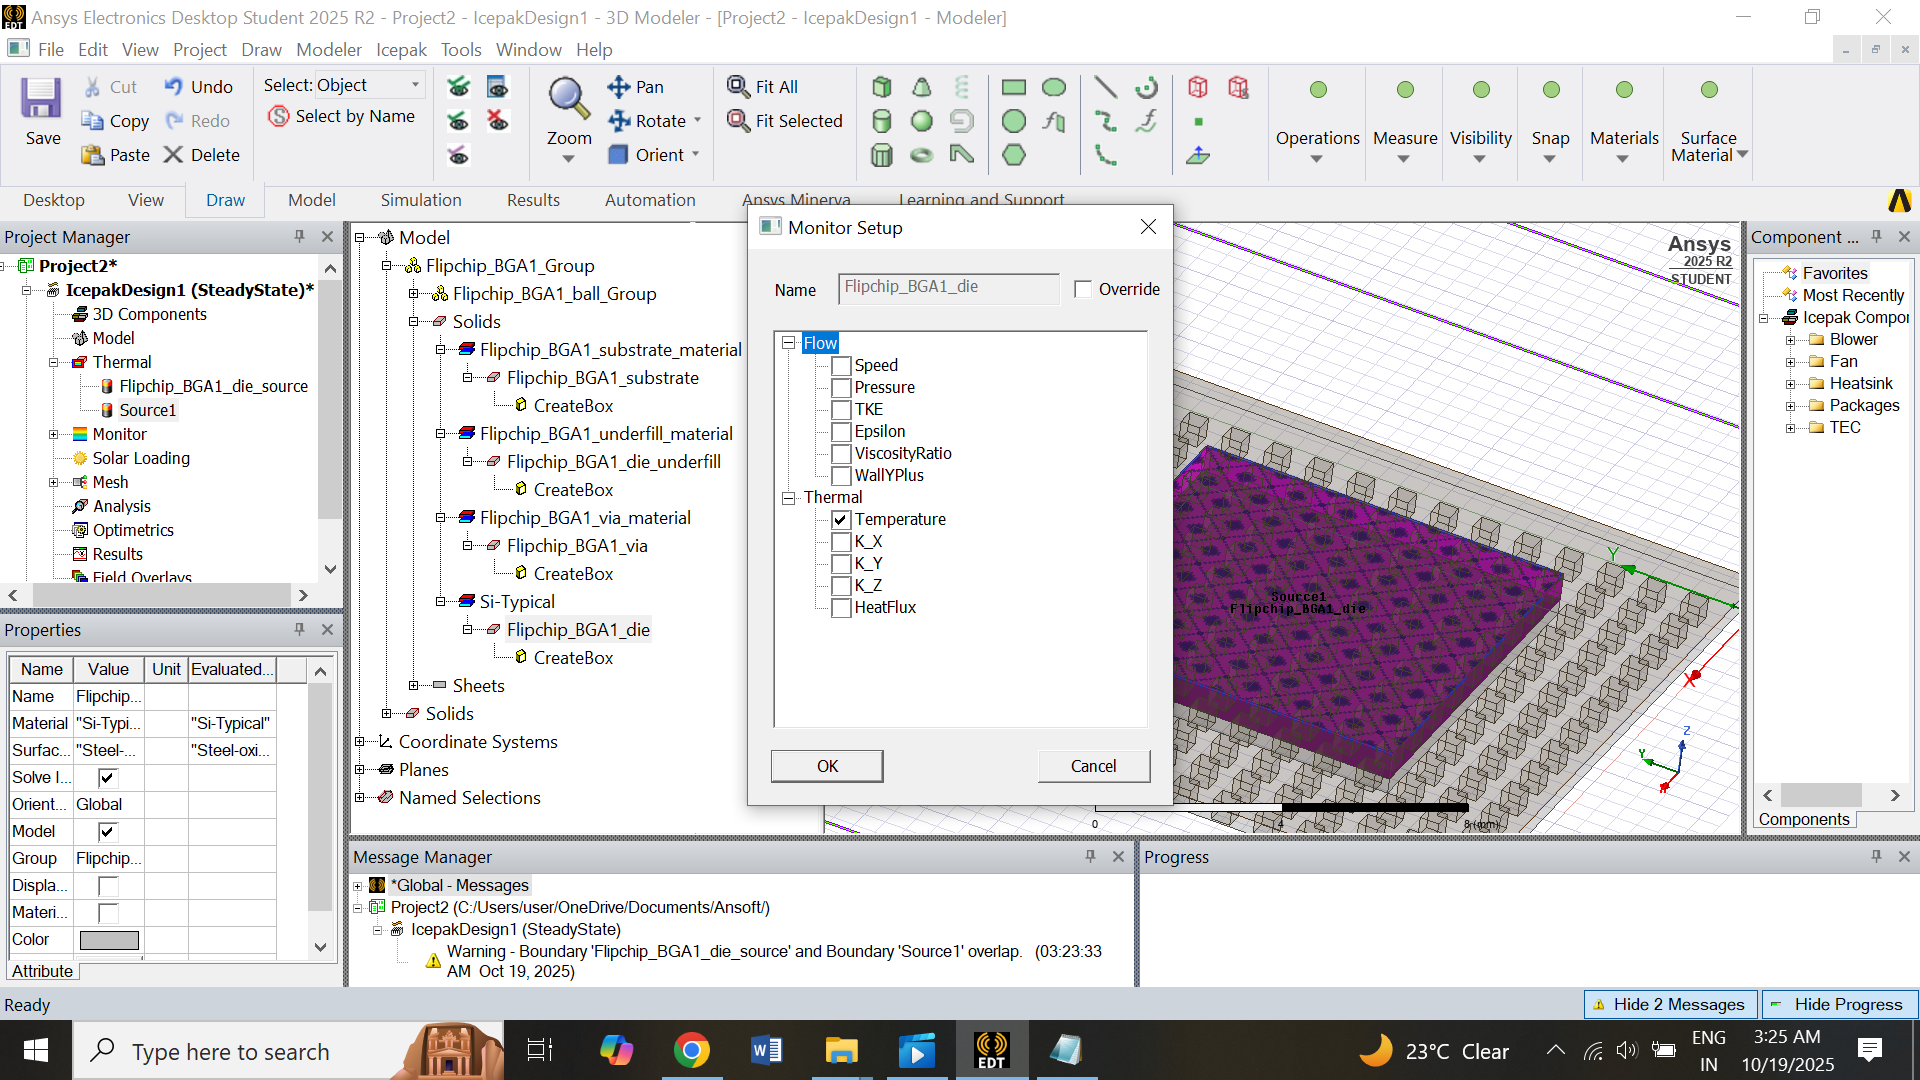 Ansys Electronics Desktop Student 2025 R2 - Project2 - IcepakDesign1 - 3D Modeler - [Project2 - IcepakDesign1 - Modeler]
File Edit View Project Draw Modeler Icepak Tools Window Help
Save
Cut
Copy
Paste
Undo
Redo
Delete
Select: Object
Select by Name
Zoom
Pan
Rotate
Orient
Fit All
Fit Selected
Operations
Measure
Visibility
Snap
Materials
Surface
Material
Desktop View Draw Model Simulation Results Automation Ansys Minerva Learning and Support
Project Manager
Project2*
IcepakDesign1 (SteadyState)*
3D Components
Model
Thermal
Flipchip_BGA1_die_source
Source1
Monitor
Solar Loading
Mesh
Analysis
Optimetrics
Results
Field Overlays
Properties
Name Value Unit Evaluated...
Name Flipchip...
Material "Si-Typi... "Si-Typical"
Surfac... "Steel-... "Steel-oxi...
Solve I...
Orient... Global
Model
Group Flipchip...
Displa...
Materi...
Color
Attribute
Model
Flipchip_BGA1_Group
Flipchip_BGA1_ball_Group
Solids
Flipchip_BGA1_substrate_material
Flipchip_BGA1_substrate
CreateBox
Flipchip_BGA1_underfill_material
Flipchip_BGA1_die_underfill
CreateBox
Flipchip_BGA1_via_material
Flipchip_BGA1_via
CreateBox
Si-Typical
Flipchip_BGA1_die
CreateBox
Sheets
Solids
Coordinate Systems
Planes
Named Selections
Monitor Setup
Name Flipchip_BGA1_die Override
Flow
Speed
Pressure
TKE
Epsilon
ViscosityRatio
WallYPlus
Thermal
Temperature
K_X
K_Y
K_Z
HeatFlux
OK Cancel
Ansys
2025 R2
STUDENT
Source1
Flipchip_BGA1_die
Y
X
Z
Y
0 4 8 (mm)
Component ...
Favorites
Most Recently
Icepak Compor
Blower
Fan
Heatsink
Packages
TEC
Components
Message Manager
*Global - Messages
Project2 (C:/Users/user/OneDrive/Documents/Ansoft/)
IcepakDesign1 (SteadyState)
Warning - Boundary 'Flipchip_BGA1_die_source' and Boundary 'Source1' overlap. (03:23:33
AM Oct 19, 2025)
Progress
Ready
Hide 2 Messages
Hide Progress
Type here to search
EDT
23°C Clear
ENG
IN
3:25 AM
10/19/2025